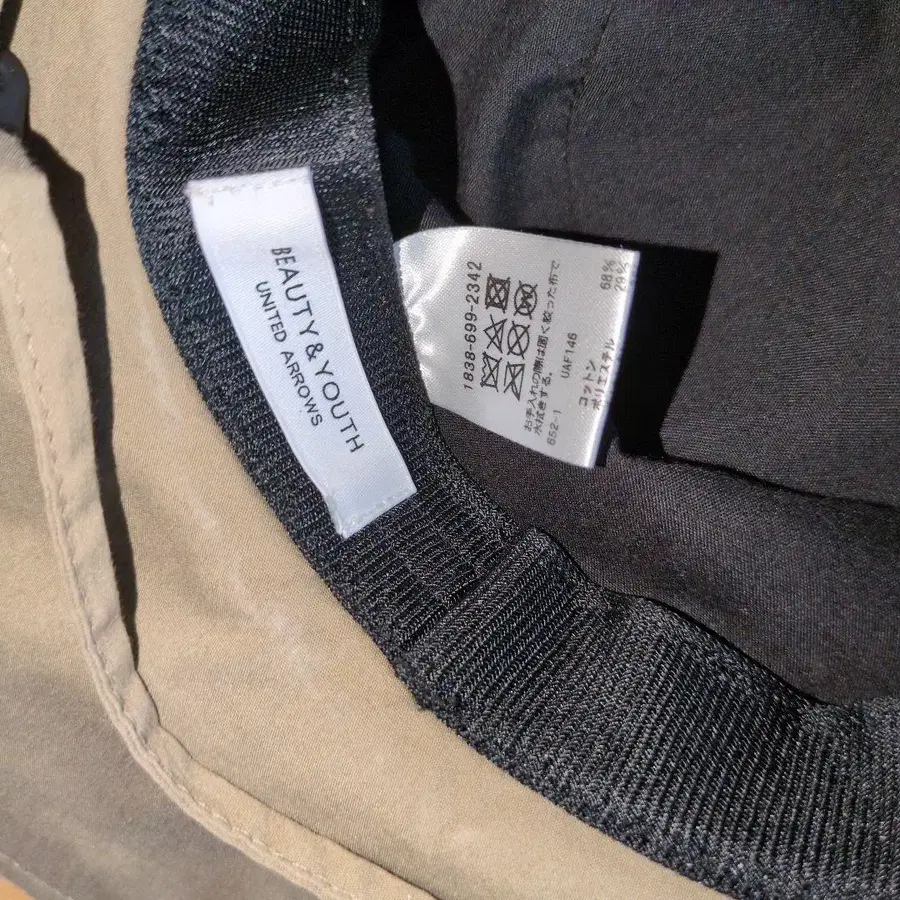 BEAUTY & YOUTH
UNITED ARROWS
1838-699-2342
お手入れの際は固く絞った布で
水拭きする。
652-1 UAF146
コットン 68%
ポリエステル 29%